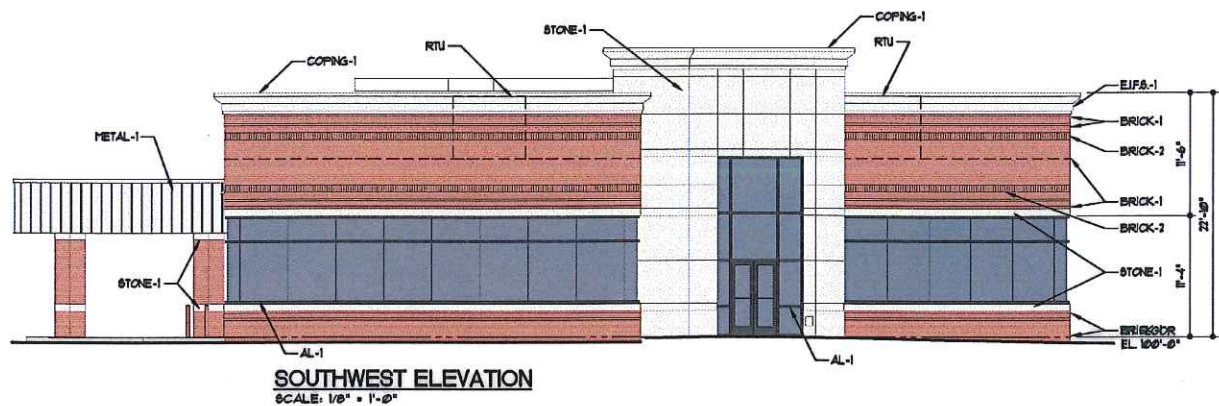 COPING-1
STONE-1
RTU
RTU
COPING-1
E.I.F.S.-1
METAL-1
BRICK-1
BRICK-2
11'-6"
BRICK-1
22'-10"
BRICK-2
STONE-1
STONE-1
11'-4"
EL. 100'-0"
AL-1
AL-1
SOUTHWEST ELEVATION
SCALE: 1/8" = 1'-0"